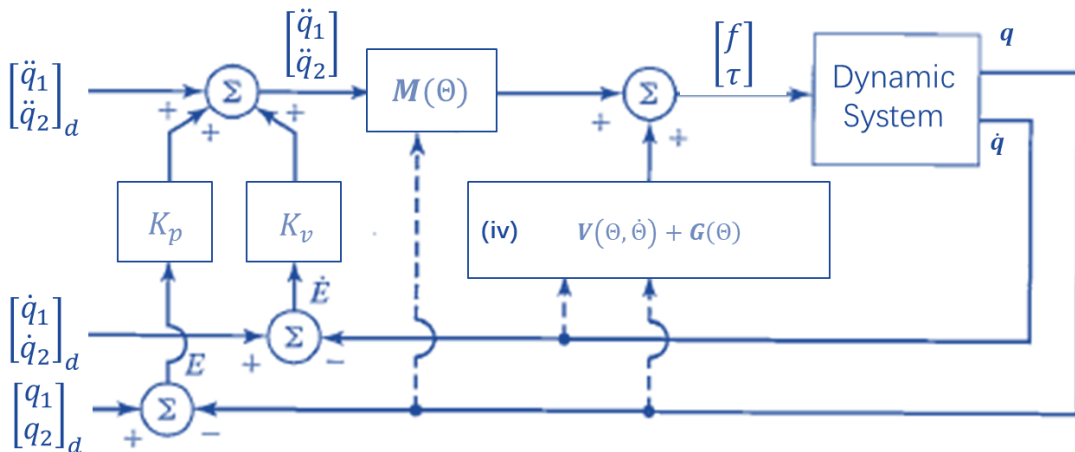 [q̈₁
q̈₂]d
[q̈₁
q̈₂]
M(Θ)
[f
τ]
Dynamic
System
q
q̇
Σ
Σ
+
+
+
+
+
Kp
Kv
(iv) V(Θ, Θ̇) + G(Θ)
[q̇₁
q̇₂]d
Ė
Σ
+
−
E
[q₁
q₂]d
Σ
+
−